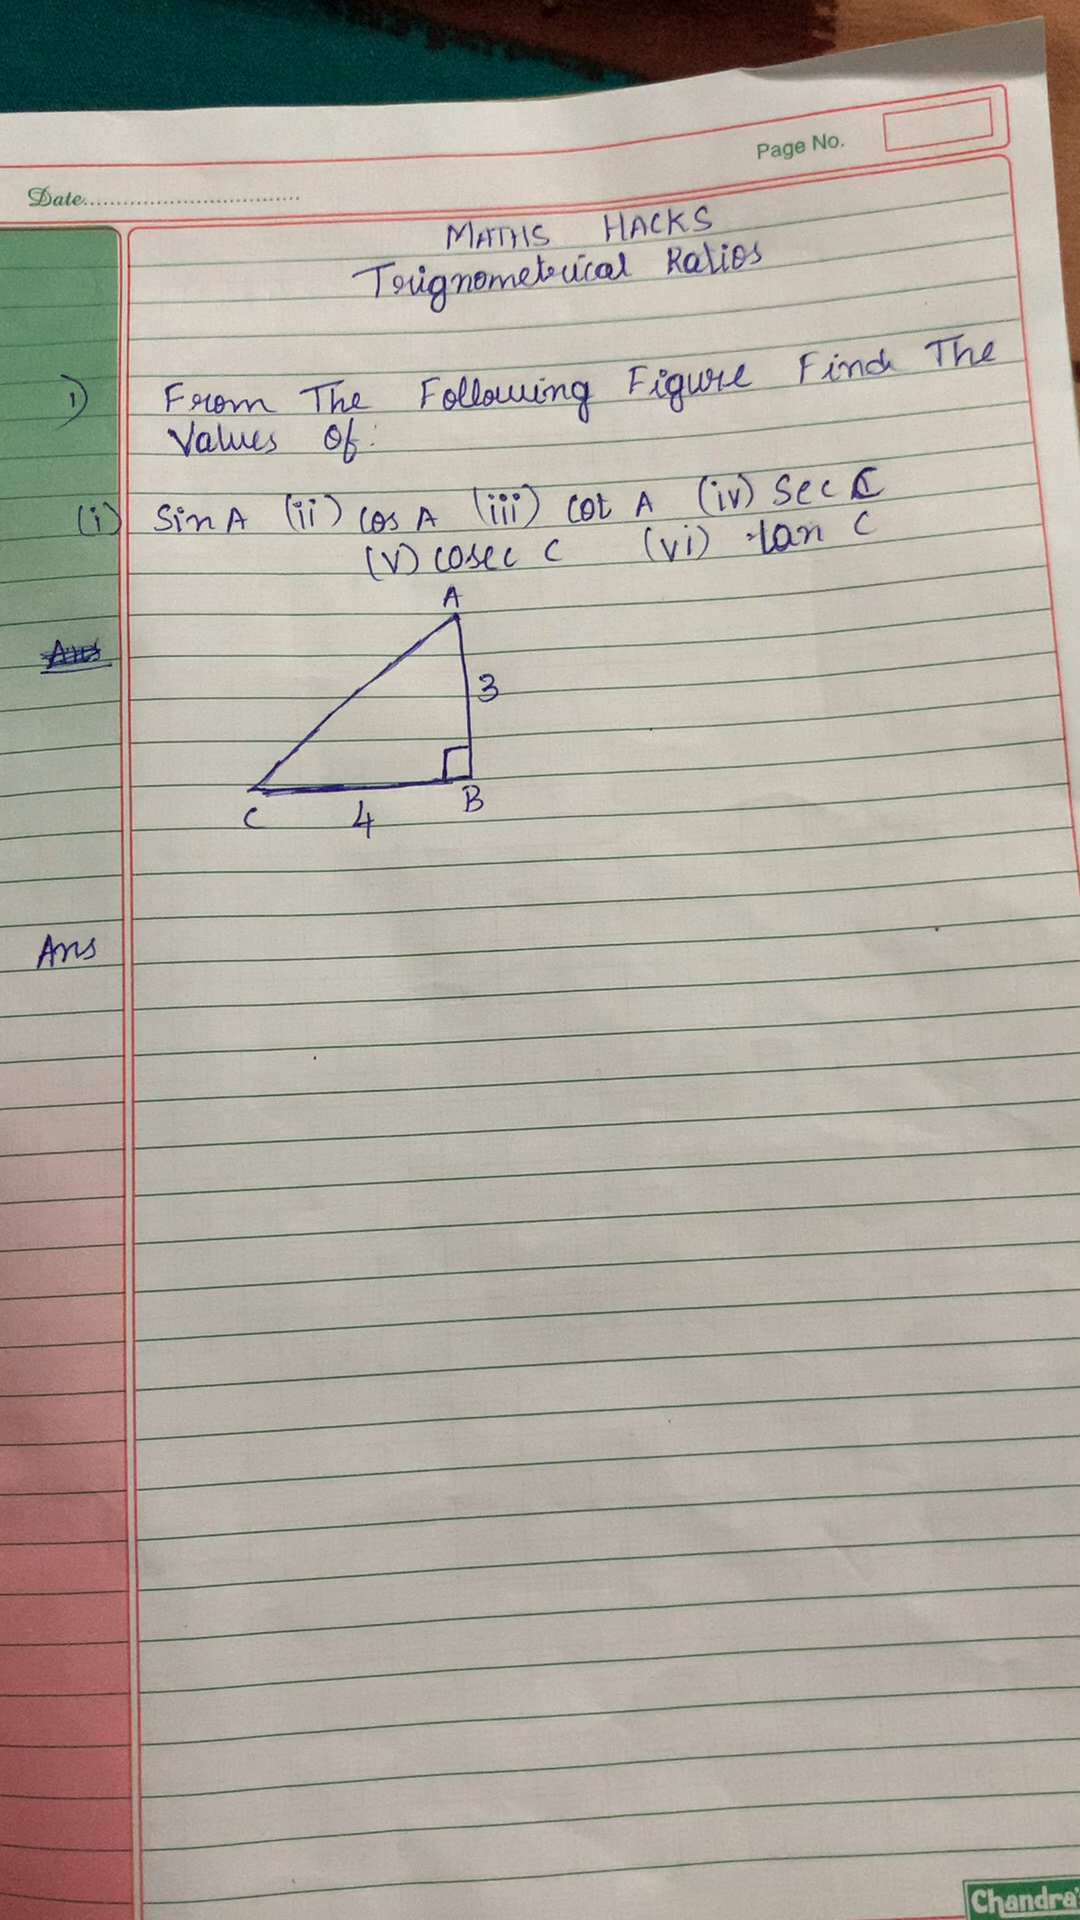 Page No.
Date
MATHS HACKS
Trignometrical Ratios
1) From The Following Figure Find The
Values Of:
(i) Sin A (ii) cos A (iii) cot A (iv) Sec C
(v) cosec C (vi) tan C
A
Ans
3
C 4 B
Ans
Chandra's